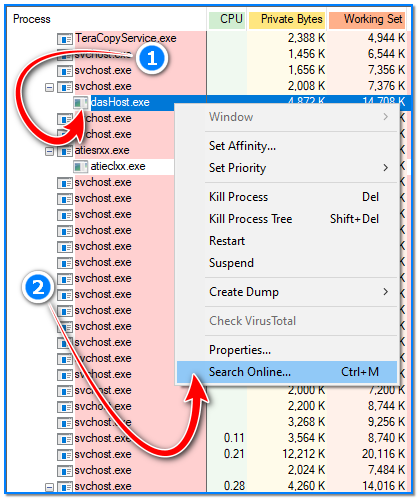 Process CPU Private Bytes Working Set
TeraCopyService.exe 2,388 K 4,944 K
svchost.exe 1,456 K 6,544 K
svchost.exe 1,656 K 7,356 K
svchost.exe 2,008 K 7,376 K
dasHost.exe 4,872 K 14,708 K
svchost.exe
svchost.exe
atiesrxx.exe
atieclxx.exe
svchost.exe
svchost.exe
svchost.exe
svchost.exe
svchost.exe
svchost.exe
svchost.exe
svchost.exe
svchost.exe
svchost.exe
svchost.exe 2,000 K 7,200 K
svchost.exe 2,200 K 8,744 K
svchost.exe 3,268 K 9,256 K
svchost.exe 0.11 3,564 K 8,740 K
svchost.exe 0.21 12,212 K 20,116 K
svchost.exe 2,024 K 7,484 K
svchost.exe 0.28 4,260 K 14,016 K
1
2
Window
Set Affinity...
Set Priority
Kill Process Del
Kill Process Tree Shift+Del
Restart
Suspend
Create Dump
Check VirusTotal
Properties...
Search Online... Ctrl+M